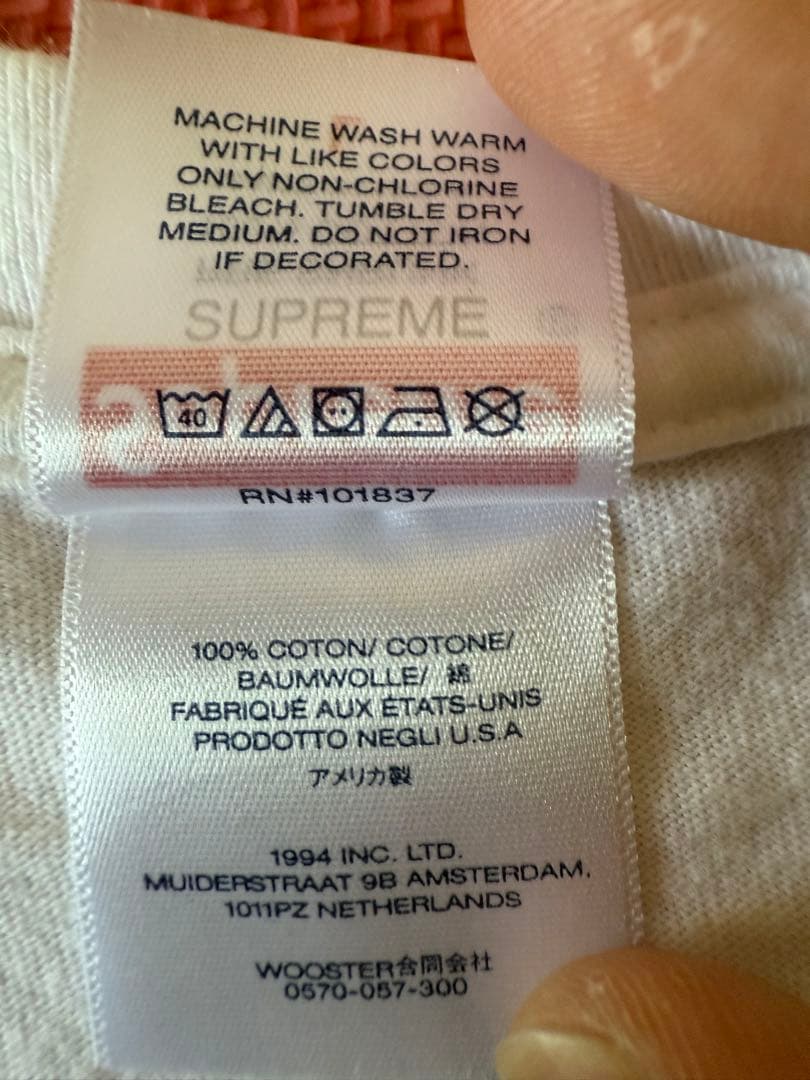 MACHINE WASH WARM
WITH LIKE COLORS
ONLY NON-CHLORINE
BLEACH. TUMBLE DRY
MEDIUM. DO NOT IRON
IF DECORATED.
SUPREME
40
RN#101837
100% COTON/ COTONE/
BAUMWOLLE/ 綿
FABRIQUÉ AUX ÉTATS-UNIS
PRODOTTO NEGLI U.S.A
アメリカ製
1994 INC. LTD.
MUIDERSTRAAT 9B AMSTERDAM,
1011PZ NETHERLANDS
WOOSTER合同会社
0570-057-300